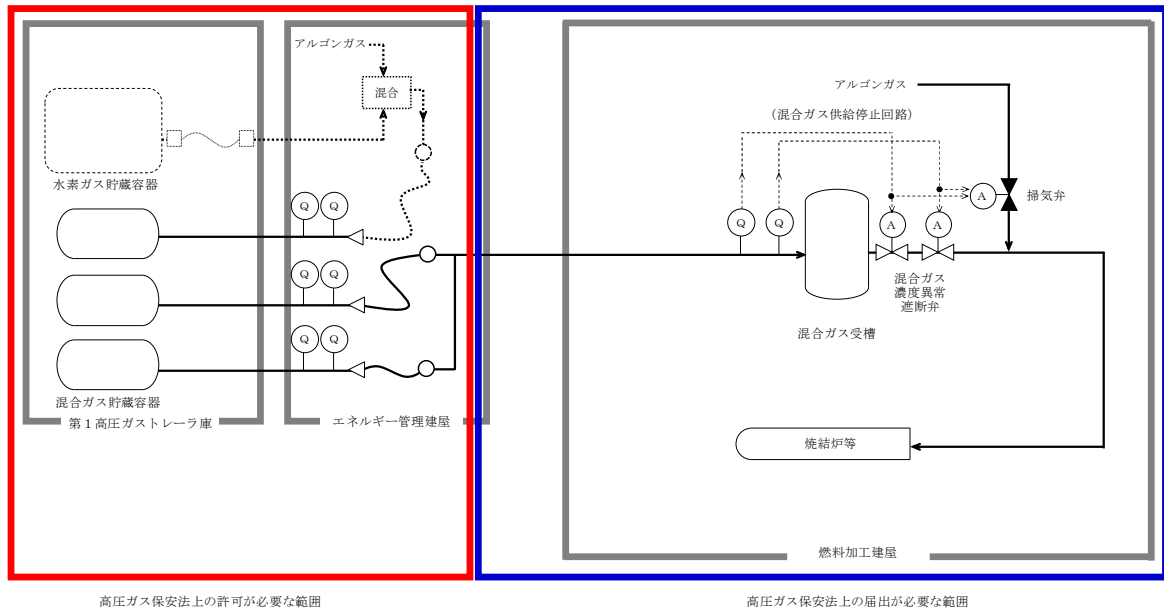 アルゴンガス
混合
水素ガス貯蔵容器
Q Q
Q Q
Q Q
混合ガス貯蔵容器
第1高圧ガストレーラ庫
エネルギー管理建屋
アルゴンガス
(混合ガス供給停止回路)
A
掃気弁
Q Q
A A
混合ガス
濃度異常
遮断弁
混合ガス受槽
焼結炉等
燃料加工建屋
高圧ガス保安法上の許可が必要な範囲
高圧ガス保安法上の届出が必要な範囲